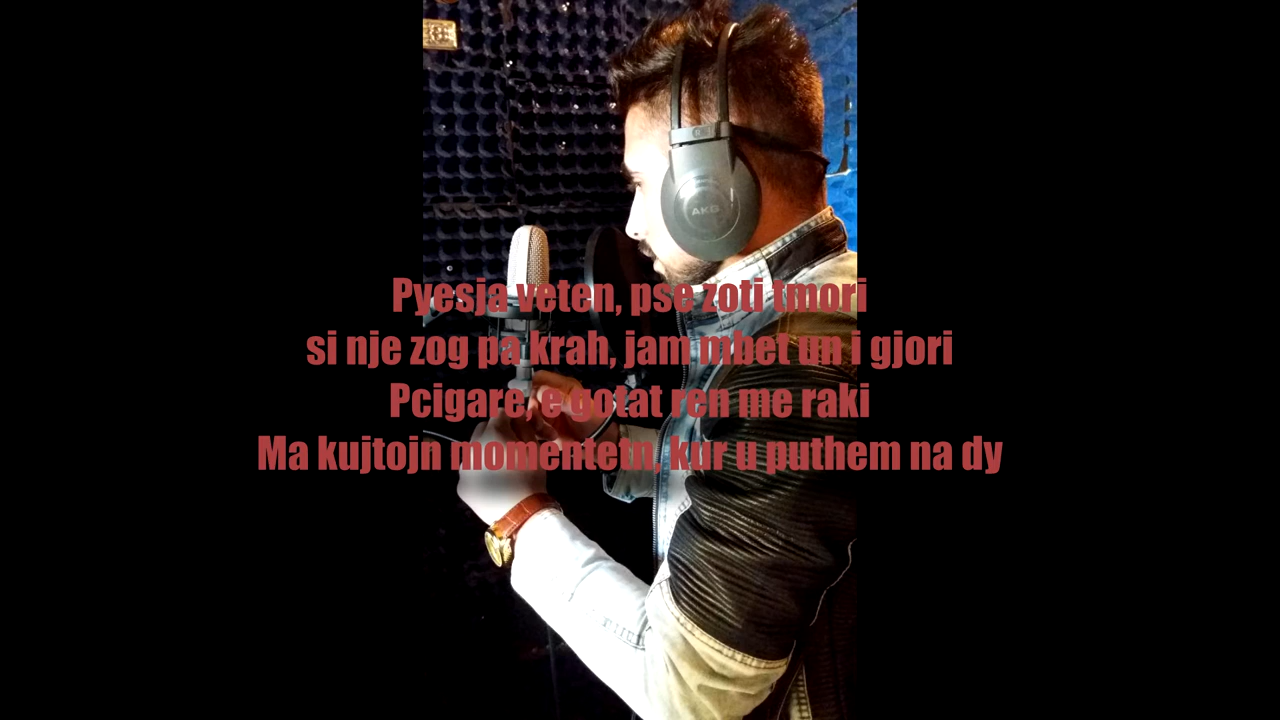 AKG
Pyesja veten, pse zoti tmori
si nje zog pa krah, jam mbet un i gjori
Pcigare, e gotat ren me raki
Ma kujtojn momentetn, kur u puthem na dy